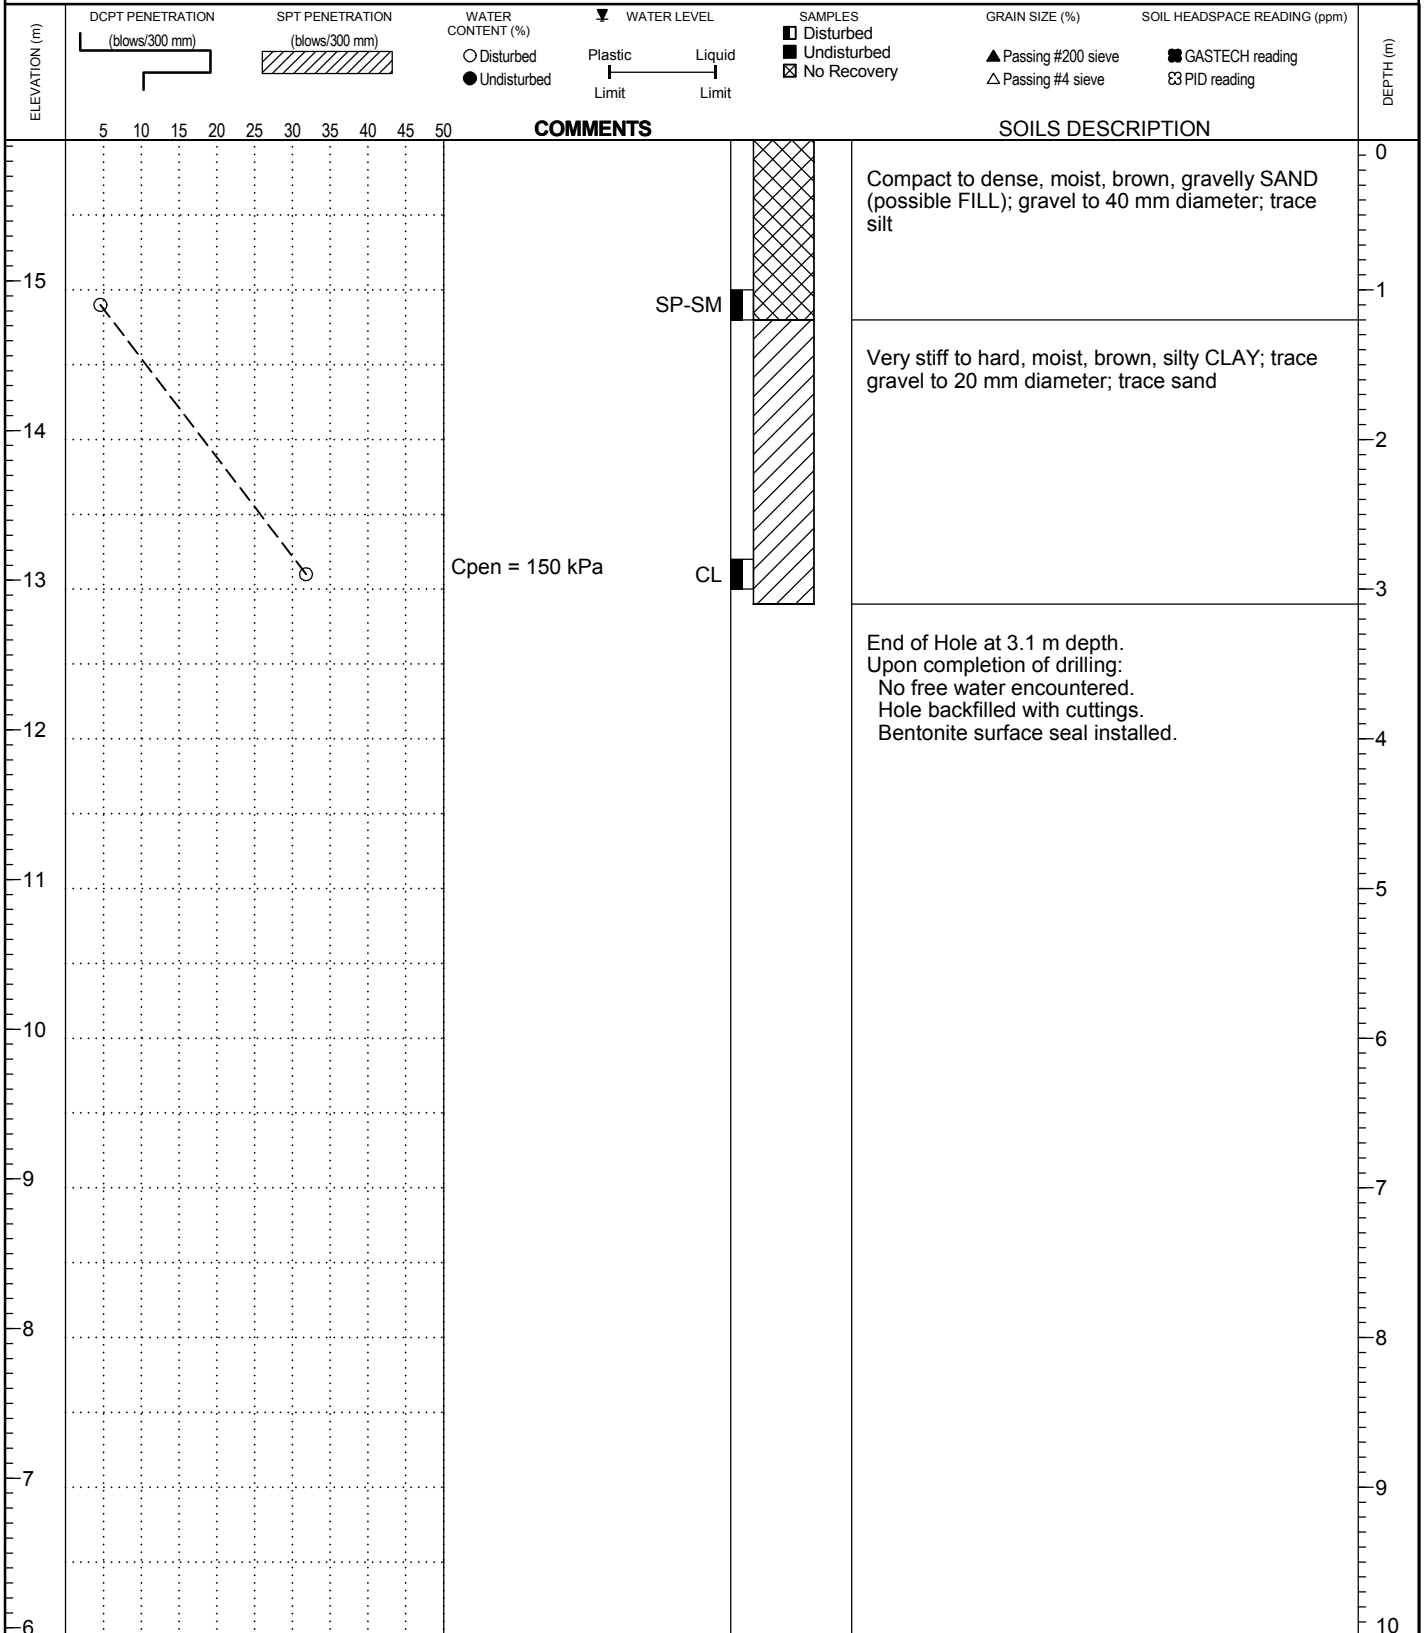 ELEVATION (m)
DCPT PENETRATION
(blows/300 mm)
SPT PENETRATION
(blows/300 mm)
WATER
CONTENT (%)
Disturbed
Undisturbed
WATER LEVEL
Plastic Liquid
Limit Limit
SAMPLES
Disturbed
Undisturbed
No Recovery
GRAIN SIZE (%)
Passing #200 sieve
Passing #4 sieve
SOIL HEADSPACE READING (ppm)
GASTECH reading
PID reading
DEPTH (m)
5 10 15 20 25 30 35 40 45 50
COMMENTS
SOILS DESCRIPTION
0
Compact to dense, moist, brown, gravelly SAND
(possible FILL); gravel to 40 mm diameter; trace
silt
15
1
SP-SM
Very stiff to hard, moist, brown, silty CLAY; trace
gravel to 20 mm diameter; trace sand
14
2
Cpen = 150 kPa
CL
13
3
End of Hole at 3.1 m depth.
Upon completion of drilling:
No free water encountered.
Hole backfilled with cuttings.
Bentonite surface seal installed.
12
4
11
5
10
6
9
7
8
8
7
9
6
10